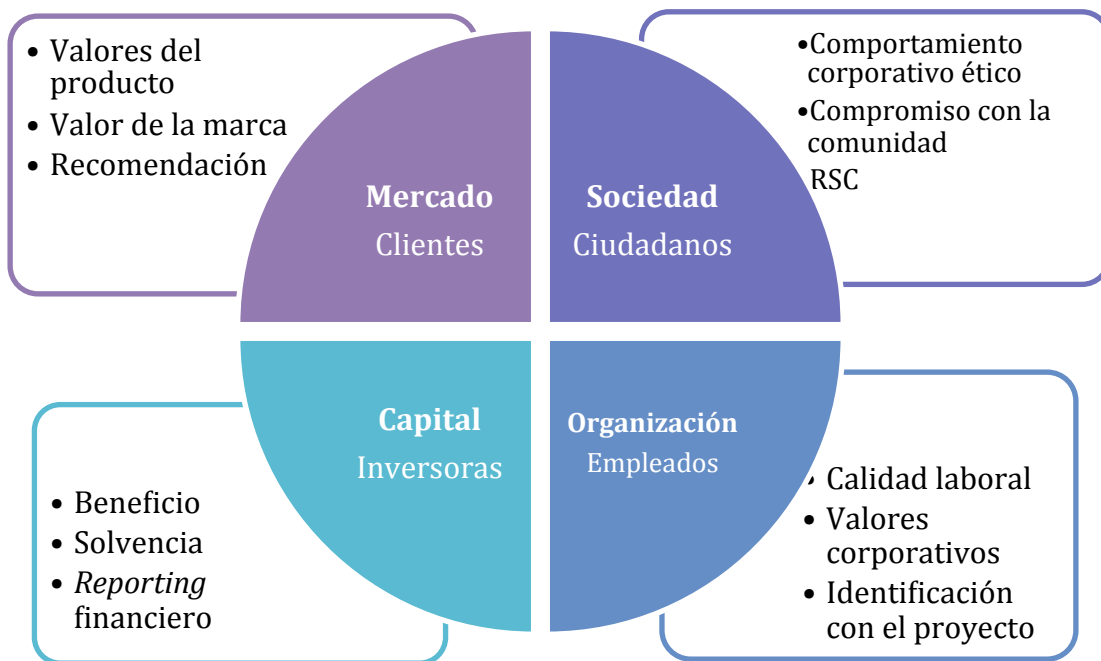 • Valores del
producto
• Valor de la marca
• Recomendación
Mercado
Clientes
•Comportamiento
corporativo ético
•Compromiso con la
comunidad
RSC
Sociedad
Ciudadanos
Capital
Inversoras
• Beneficio
• Solvencia
• Reporting
financiero
Organización
Empleados
• Calidad laboral
• Valores
corporativos
• Identificación
con el proyecto